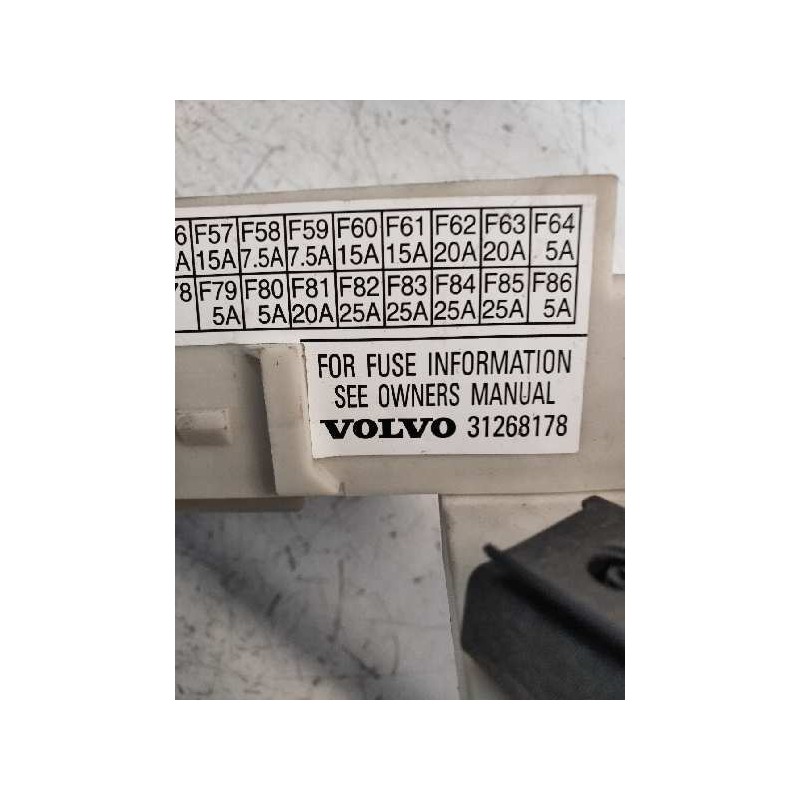 6 F57 F58 F59 F60 F61 F62 F63 F64
A 15A 7.5A 7.5A 15A 15A 20A 20A 5A
78 F79 F80 F81 F82 F83 F84 F85 F86
5A 5A 20A 25A 25A 25A 25A 5A
FOR FUSE INFORMATION
SEE OWNERS MANUAL
VOLVO 31268178